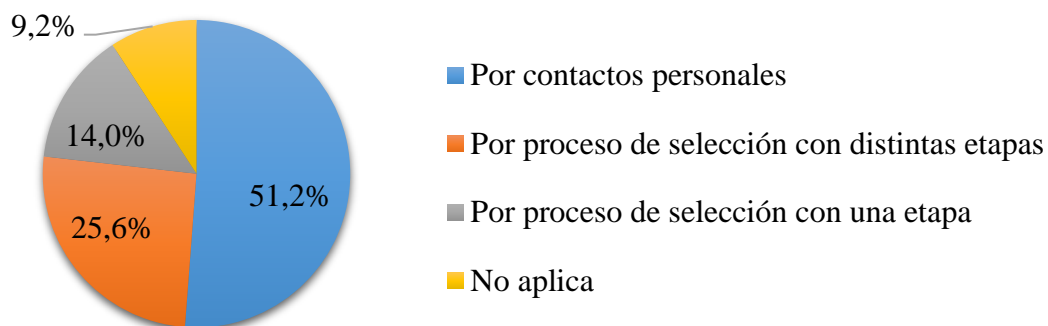 9,2%
14,0%
25,6%
51,2%
Por contactos personales
Por proceso de selección con distintas etapas
Por proceso de selección con una etapa
No aplica